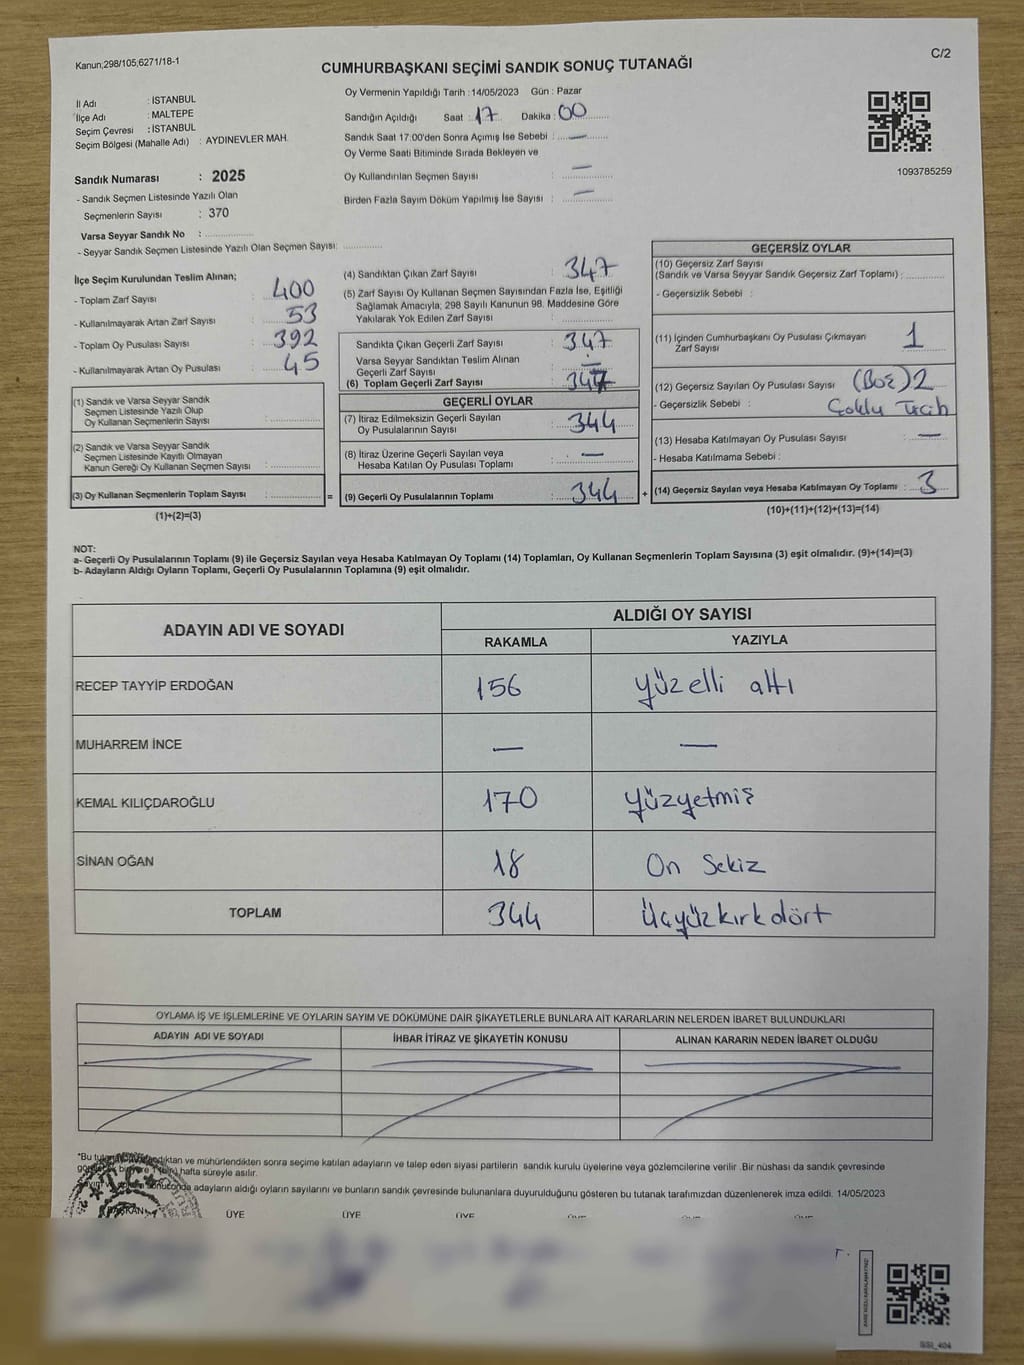 Kanun;298/105;6271/18-1
C/2
CUMHURBAŞKANI SEÇİMİ SANDIK SONUÇ TUTANAĞI
İl Adı : İSTANBUL
İlçe Adı : MALTEPE
Seçim Çevresi : İSTANBUL
Seçim Bölgesi (Mahalle Adı) : AYDINEVLER MAH.
Sandık Numarası : 2025
- Sandık Seçmen Listesinde Yazılı Olan
Seçmenlerin Sayısı : 370
Varsa Seyyar Sandık No : ............
- Seyyar Sandık Seçmen Listesinde Yazılı Olan Seçmen Sayısı: ............
Oy Vermenin Yapıldığı Tarih : 14/05/2023 Gün : Pazar
Sandığın Açıldığı Saat : 17 Dakika : 00
Sandık Saat 17:00'den Sonra Açımış İse Sebebi : —
Oy Verme Saati Bitiminde Sırada Bekleyen ve
Oy Kullandırılan Seçmen Sayısı : —
Birden Fazla Sayım Döküm Yapılmış İse Sayısı : —
1093785259
İlçe Seçim Kurulundan Teslim Alınan;
- Toplam Zarf Sayısı : 400
- Kullanılmayarak Artan Zarf Sayısı : 53
- Toplam Oy Pusulası Sayısı : 392
- Kullanılmayarak Artan Oy Pusulası : 45
(1) Sandık ve Varsa Seyyar Sandık
Seçmen Listesinde Yazılı Olup
Oy Kullanan Seçmenlerin Sayısı : ............
(2) Sandık ve Varsa Seyyar Sandık
Seçmen Listesinde Kayıtlı Olmayan
Kanun Gereği Oy Kullanan Seçmen Sayısı : ............
(3) Oy Kullanan Seçmenlerin Toplam Sayısı : ............ =
(1)+(2)=(3)
(4) Sandıktan Çıkan Zarf Sayısı : 347
(5) Zarf Sayısı Oy Kullanan Seçmen Sayısından Fazla İse, Eşitliği
Sağlamak Amacıyla; 298 Sayılı Kanunun 98. Maddesine Göre
Yakılarak Yok Edilen Zarf Sayısı : ............
Sandıkta Çıkan Geçerli Zarf Sayısı : 347
Varsa Seyyar Sandıktan Teslim Alınan
Geçerli Zarf Sayısı : —
(6) Toplam Geçerli Zarf Sayısı : 347
GEÇERLİ OYLAR
(7) İtiraz Edilmeksizin Geçerli Sayılan
Oy Pusulalarının Sayısı : 344
(8) İtiraz Üzerine Geçerli Sayılan veya
Hesaba Katılan Oy Pusulası Toplamı : —
(9) Geçerli Oy Pusulalarının Toplamı : 344 +
GEÇERSİZ OYLAR
(10) Geçersiz Zarf Sayısı
(Sandık ve Varsa Seyyar Sandık Geçersiz Zarf Toplamı) : ............
- Geçersizlik Sebebi :
(11) İçinden Cumhurbaşkanı Oy Pusulası Çıkmayan
Zarf Sayısı : 1
(12) Geçersiz Sayılan Oy Pusulası Sayısı : (Boş) 2
- Geçersizlik Sebebi : Çoklu Tercih
(13) Hesaba Katılmayan Oy Pusulası Sayısı : —
- Hesaba Katılmama Sebebi :
(14) Geçersiz Sayılan veya Hesaba Katılmayan Oy Toplamı : 3
(10)+(11)+(12)+(13)=(14)
NOT:
a- Geçerli Oy Pusulalarının Toplamı (9) ile Geçersiz Sayılan veya Hesaba Katılmayan Oy Toplamı (14) Toplamları, Oy Kullanan Seçmenlerin Toplam Sayısına (3) eşit olmalıdır. (9)+(14)=(3)
b- Adayların Aldığı Oyların Toplamı, Geçerli Oy Pusulalarının Toplamına (9) eşit olmalıdır.
ADAYIN ADI VE SOYADI
ALDIĞI OY SAYISI
RAKAMLA YAZIYLA
RECEP TAYYİP ERDOĞAN 156 yüz elli altı
MUHARREM İNCE — —
KEMAL KILIÇDAROĞLU 170 yüzyetmiş
SİNAN OĞAN 18 On Sekiz
TOPLAM 344 Üçyüzkırkdört
OYLAMA İŞ VE İŞLEMLERİNE VE OYLARIN SAYIM VE DÖKÜMÜNE DAİR ŞİKAYETLERLE BUNLARA AİT KARARLARIN NELERDEN İBARET BULUNDUKLARI
ADAYIN ADI VE SOYADI İHBAR İTİRAZ VE ŞİKAYETİN KONUSU ALINAN KARARIN NEDEN İBARET OLDUĞU
*Bu ve mühürlendikten sonra seçime katılan adayların ve talep eden siyasi partilerin sandık kurulu üyelerine veya gözlemcilerine verilir .Bir nüshası da sandık çevresinde
hafta süreyle asılır.
adayların aldığı oyların sayılarını ve bunların sandık çevresinde bulunanlara duyurulduğunu gösteren bu tutanak tarafımızdan düzenlenerek imza edildi. 14/05/2023
BAŞKAN ÜYE ÜYE ÜYE